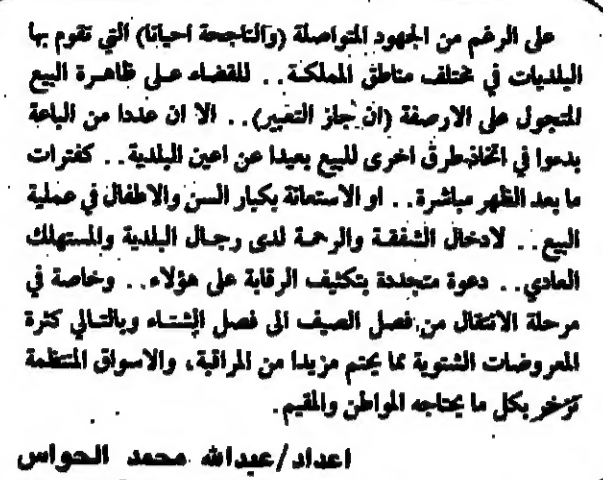 على الرغم من الجهود المتواصلة (والناجحة احيانا) التي تقوم بها
البلديات في مختلف مناطق المملكة . . للقضاء على ظاهرة البيع
المتجول على الارصفة (ان جاز التعبير) . . الا ان عددا من الباعة
بدءوا في اتخاذ طرق اخرى للبيع بعيدا عن اعين البلدية . . كفترات
ما بعد الظهر مباشرة . . او الاستعانة بكبار السن والاطفال في عملية
البيع . . لادخال الشفقة والرحمة لدى رجال البلدية والمستهلك
العادي . . دعوة متجددة بتكثيف الرقابة على هؤلاء . . وخاصة في
مرحلة الانتقال من فصل الصيف الى فصل الشتاء وبالتالي كثرة
المعروضات الشتوية مما يحتم مزيدا من المراقبة، والاسواق المنتظمة
تزخر بكل ما يحتاجه المواطن والمقيم.
اعداد/عبدالله محمد الحواس